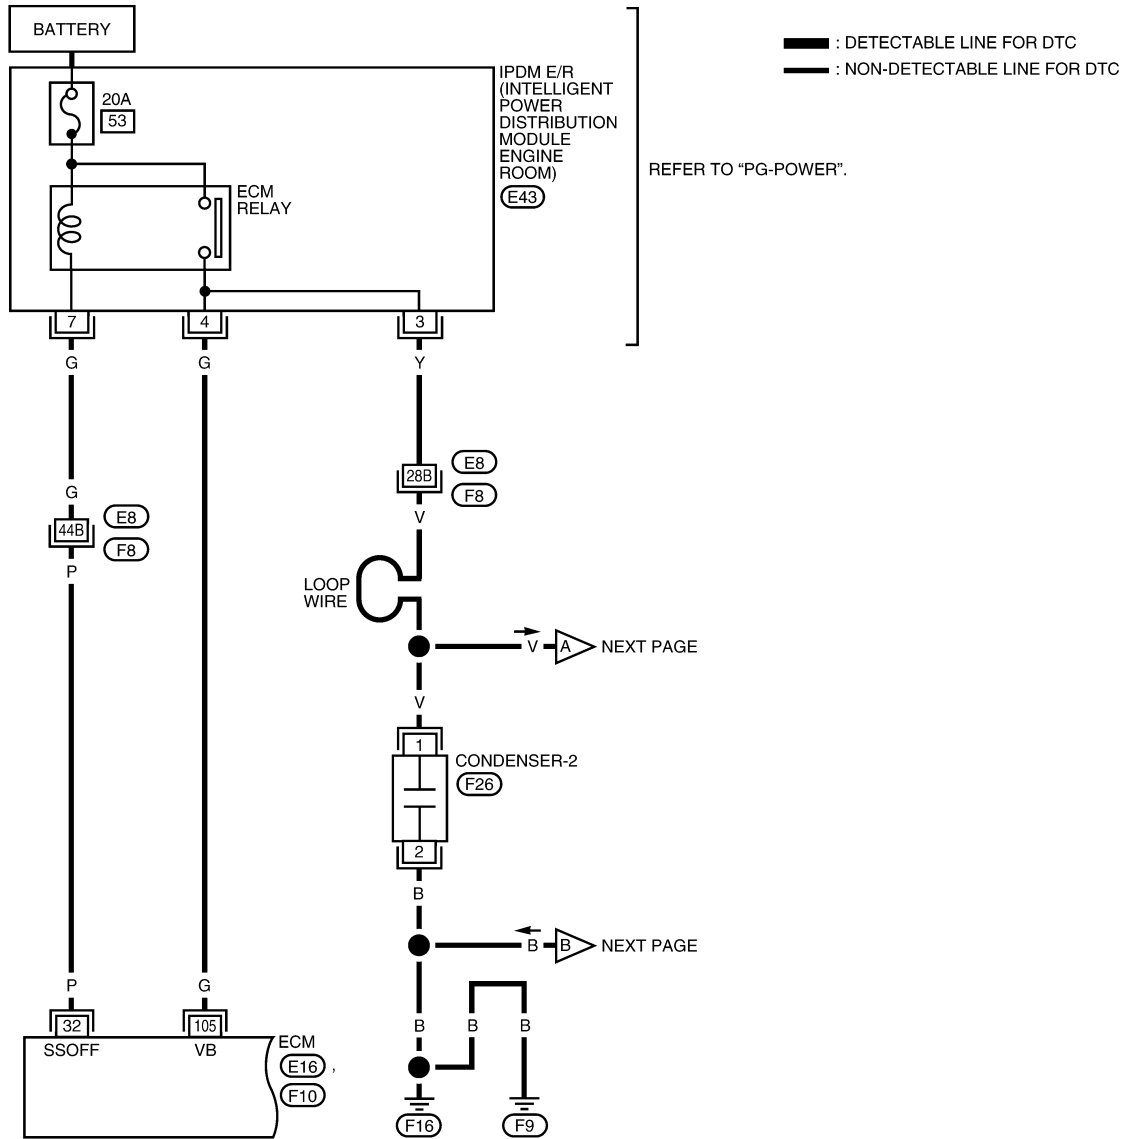 BATTERY
: DETECTABLE LINE FOR DTC
: NON-DETECTABLE LINE FOR DTC
IPDM E/R
(INTELLIGENT
POWER
DISTRIBUTION
MODULE
ENGINE
ROOM)
E43
20A
53
REFER TO “PG-POWER”.
ECM
RELAY
7
4
3
G
G
Y
E8
28B
F8
G
E8
44B
F8
V
P
LOOP
WIRE
V
A
NEXT PAGE
V
1
CONDENSER-2
F26
2
B
B
B
NEXT PAGE
P
G
32
105
B
B
B
SSOFF
VB
ECM
E16 ,
F10
F16
F9